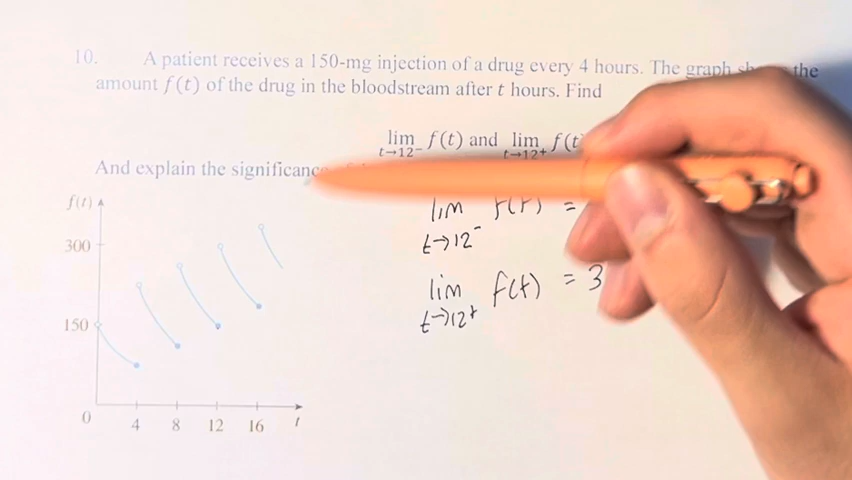 10. A patient receives a 150-mg injection of a drug every 4 hours. The graph the
amount f(t) of the drug in the bloodstream after t hours. Find
lim t→12− f(t) and lim t→12+ f(t
And explain the significanc
f(t)
300
150
0
4 8 12 16 t
lim t→12⁻ f(t) =
lim t→12⁺ f(t) = 3